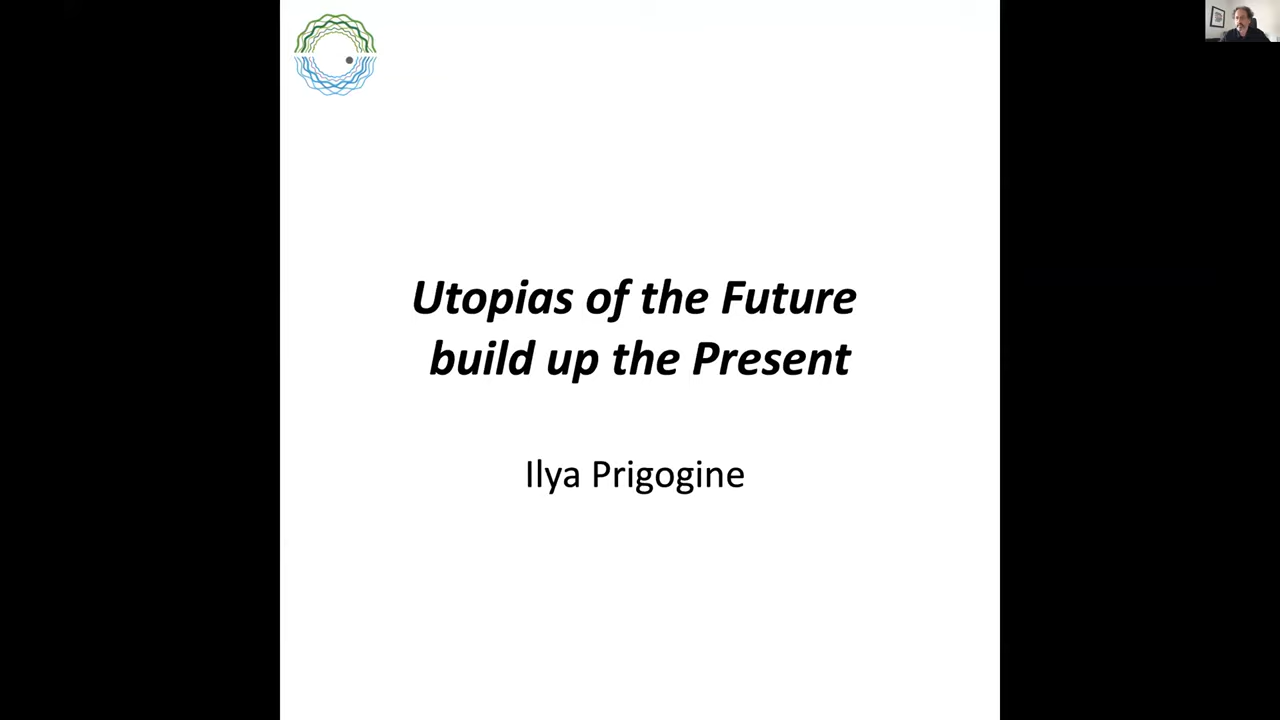 Utopias of the Future
build up the Present
Ilya Prigogine